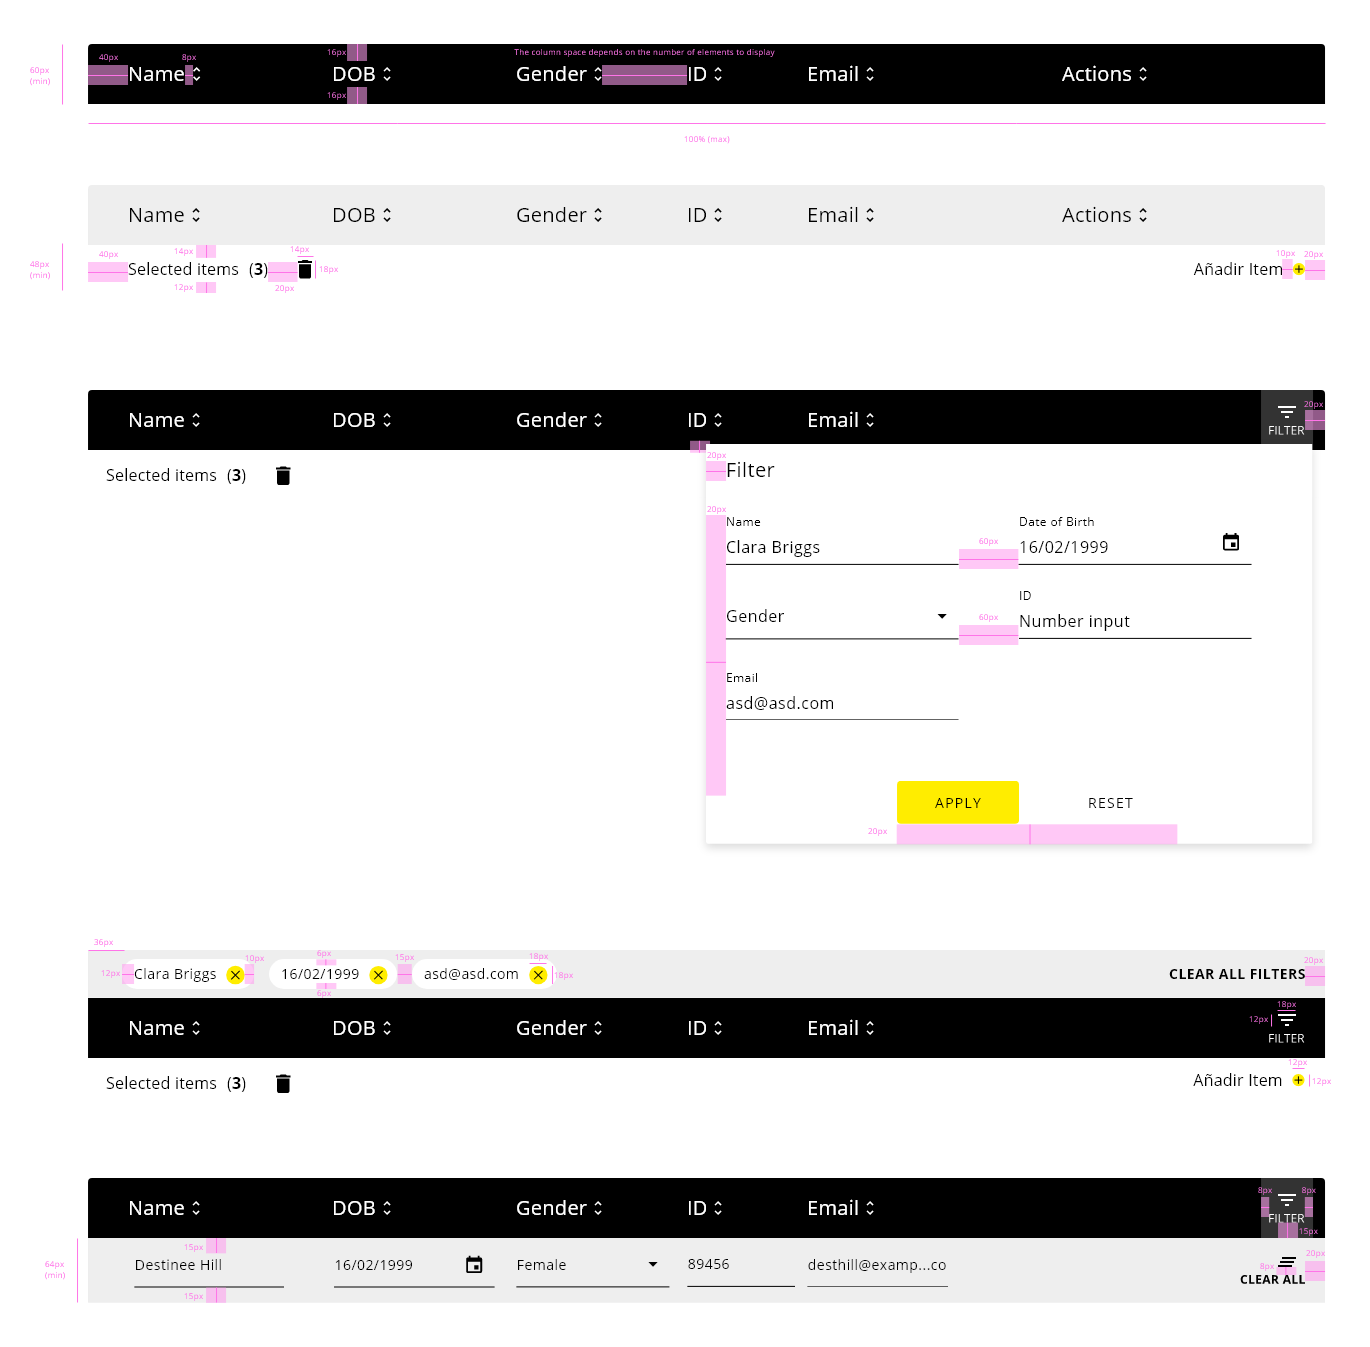 The column space depends on the number of elements to display
40px 8px 16px
60px
(min)
Name DOB Gender ID Email Actions
16px
100% (max)
Name DOB Gender ID Email Actions
40px 14px 14px 10px 20px
48px
(min)
Selected items (3) 18px Añadir Item
12px 20px
Name DOB Gender ID Email 20px
FILTER
Selected items (3)
20px
Filter
20px
Name Date of Birth
Clara Briggs 60px 16/02/1999
ID
Gender 60px Number input
Email
asd@asd.com
APPLY RESET
20px
36px
10px 6px 15px 18px 20px
12px Clara Briggs 16/02/1999 asd@asd.com 18px CLEAR ALL FILTERS
6px
18px
12px
Name DOB Gender ID Email
FILTER
12px
Selected items (3) Añadir Item 12px
8px 8px
Name DOB Gender ID Email
FILTER
15px
15px 20px
64px
(min)
Destinee Hill 16/02/1999 Female 89456 desthill@examp...co 8px
CLEAR ALL
15px